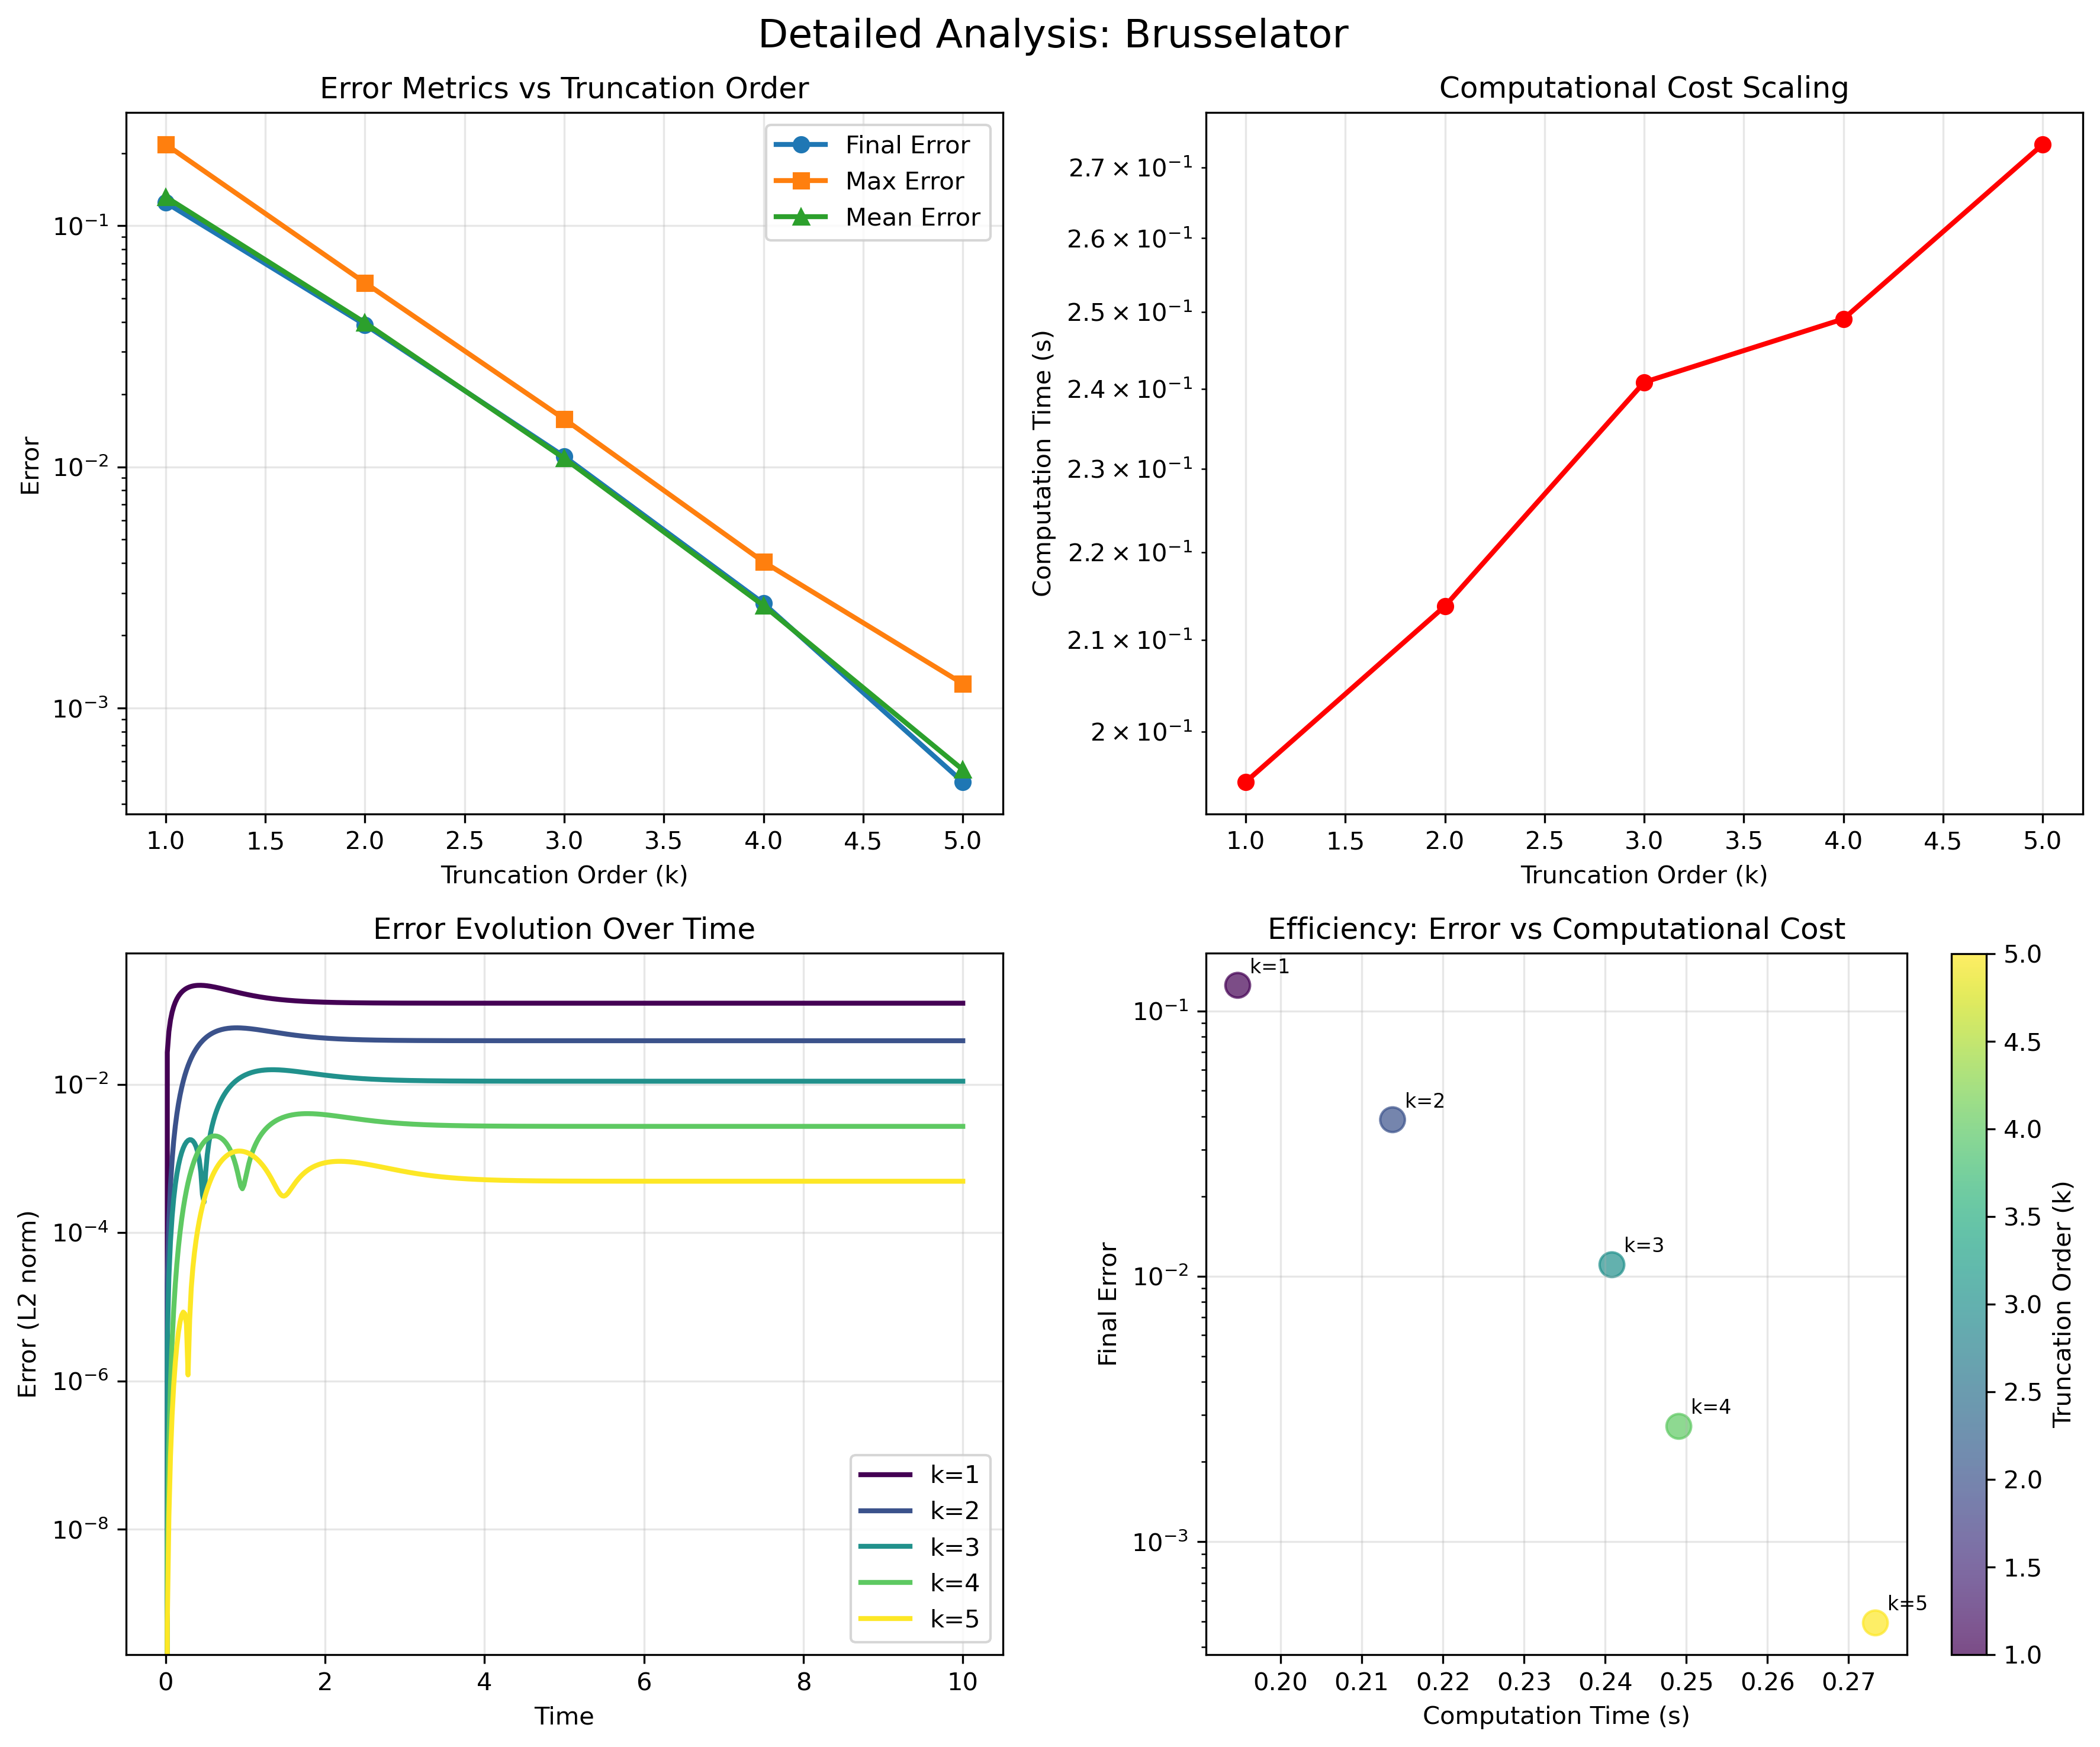 Detailed Analysis: Brusselator
Error Metrics vs Truncation Order
Error
10⁻¹
10⁻²
10⁻³
Final Error
Max Error
Mean Error
1.0 1.5 2.0 2.5 3.0 3.5 4.0 4.5 5.0
Truncation Order (k)
Computational Cost Scaling
Computation Time (s)
2.7 × 10⁻¹
2.6 × 10⁻¹
2.5 × 10⁻¹
2.4 × 10⁻¹
2.3 × 10⁻¹
2.2 × 10⁻¹
2.1 × 10⁻¹
2 × 10⁻¹
1.0 1.5 2.0 2.5 3.0 3.5 4.0 4.5 5.0
Truncation Order (k)
Error Evolution Over Time
Error (L2 norm)
10⁻²
10⁻⁴
10⁻⁶
10⁻⁸
k=1
k=2
k=3
k=4
k=5
0 2 4 6 8 10
Time
Efficiency: Error vs Computational Cost
Final Error
10⁻¹
10⁻²
10⁻³
k=1
k=2
k=3
k=4
k=5
0.20 0.21 0.22 0.23 0.24 0.25 0.26 0.27
Computation Time (s)
5.0
4.5
4.0
3.5
3.0
2.5
2.0
1.5
1.0
Truncation Order (k)